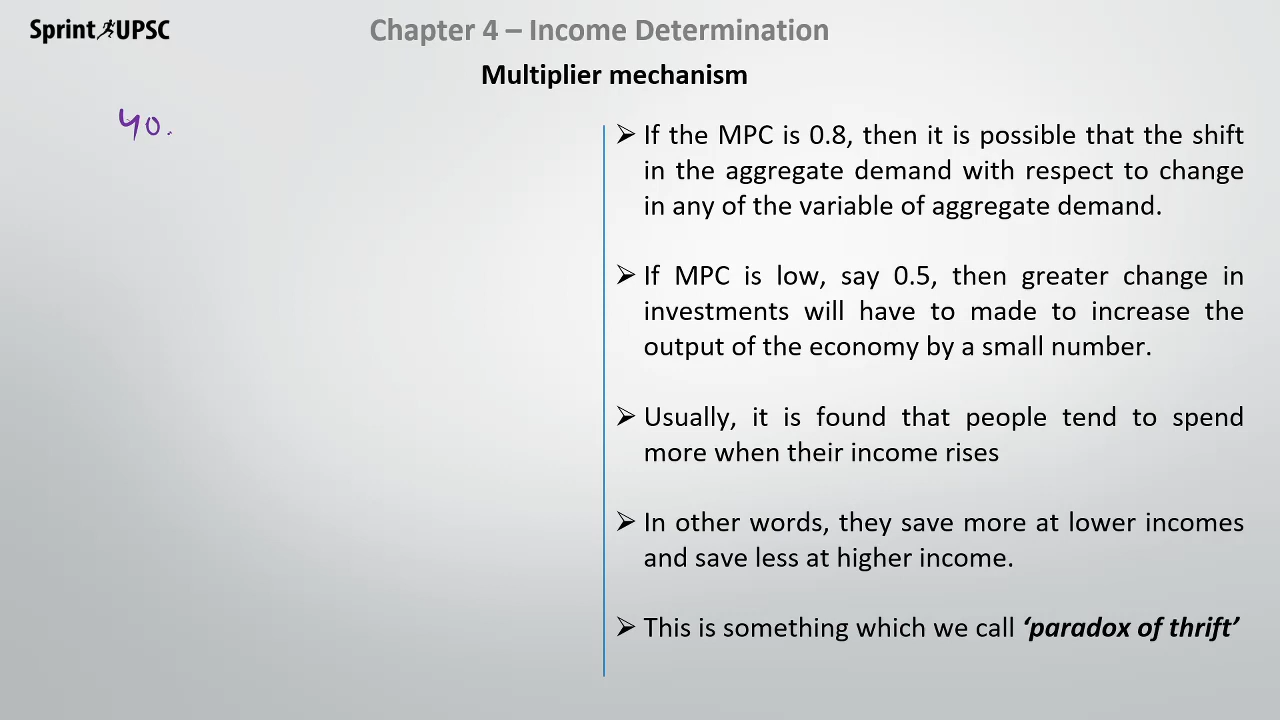 Sprint UPSC
Chapter 4 – Income Determination
Multiplier mechanism
40.
➢ If the MPC is 0.8, then it is possible that the shift
in the aggregate demand with respect to change
in any of the variable of aggregate demand.
➢ If MPC is low, say 0.5, then greater change in
investments will have to made to increase the
output of the economy by a small number.
➢ Usually, it is found that people tend to spend
more when their income rises
➢ In other words, they save more at lower incomes
and save less at higher income.
➢ This is something which we call ‘paradox of thrift’